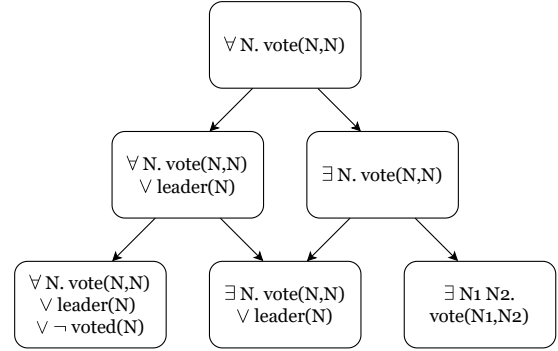 ∀ N. vote(N,N)
∀ N. vote(N,N)
∨ leader(N)
∃ N. vote(N,N)
∀ N. vote(N,N)
∨ leader(N)
∨ ¬ voted(N)
∃ N. vote(N,N)
∨ leader(N)
∃ N1 N2.
vote(N1,N2)